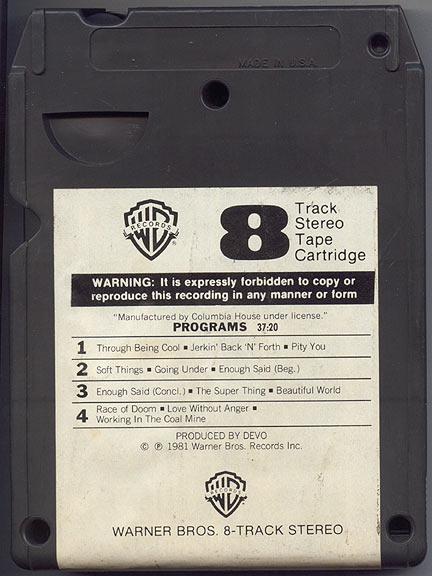 MADE IN U.S.A.
WB
RECORDS
®
8
Track
Stereo
Tape
Cartridge
WARNING: It is expressly forbidden to copy or
reproduce this recording in any manner or form
"Manufactured by Columbia House under license."
PROGRAMS 37:20
1 Through Being Cool ▪ Jerkin' Back 'N' Forth ▪ Pity You
2 Soft Things ▪ Going Under ▪ Enough Said (Beg.)
3 Enough Said (Concl.) ▪ The Super Thing ▪ Beautiful World
4 Race of Doom ▪ Love Without Anger ▪
Working In The Coal Mine
PRODUCED BY DEVO
© ℗ 1981 Warner Bros. Records Inc.
WB
RECORDS
®
WARNER BROS. 8-TRACK STEREO